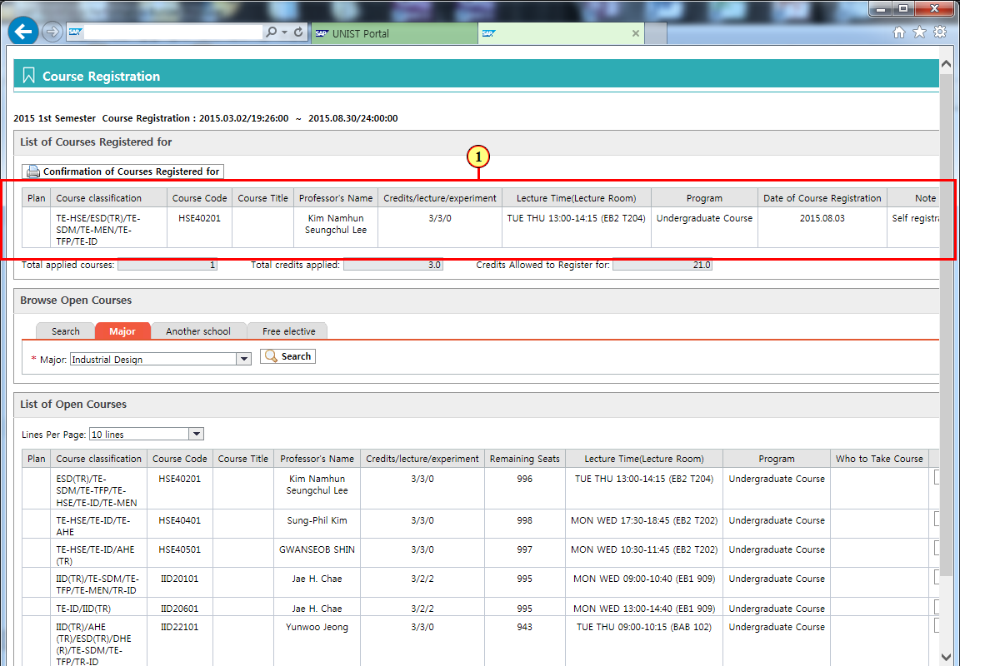 SAP
SAP UNIST Portal
SAP
Course Registration
2015 1st Semester Course Registration : 2015.03.02/19:26:00 ~ 2015.08.30/24:00:00
List of Courses Registered for
1
Confirmation of Courses Registered for
Plan Course classification Course Code Course Title Professor's Name Credits/lecture/experiment Lecture Time(Lecture Room) Program Date of Course Registration Note
TE-HSE/ESD(TR)/TE- HSE40201 Kim Namhun 3/3/0 TUE THU 13:00-14:15 (EB2 T204) Undergraduate Course 2015.08.03 Self registra
SDM/TE-MEN/TE- Seungchul Lee
TFP/TE-ID
Total applied courses: 1 Total credits applied: 3.0 Credits Allowed to Register for: 21.0
Browse Open Courses
Search Major Another school Free elective
* Major: Industrial Design Search
List of Open Courses
Lines Per Page: 10 lines
Plan Course classification Course Code Course Title Professor's Name Credits/lecture/experiment Remaining Seats Lecture Time(Lecture Room) Program Who to Take Course
ESD(TR)/TE- HSE40201 Kim Namhun 3/3/0 996 TUE THU 13:00-14:15 (EB2 T204) Undergraduate Course
SDM/TE-TFP/TE- Seungchul Lee
HSE/TE-ID/TE-MEN
TE-HSE/TE-ID/TE- HSE40401 Sung-Phil Kim 3/3/0 998 MON WED 17:30-18:45 (EB2 T202) Undergraduate Course
AHE
TE-HSE/TE-ID/AHE HSE40501 GWANSEOB SHIN 3/3/0 997 MON WED 10:30-11:45 (EB2 T202) Undergraduate Course
(TR)
IID(TR)/TE-SDM/TE- IID20101 Jae H. Chae 3/2/2 995 MON WED 09:00-10:40 (EB1 909) Undergraduate Course
TFP/TE-MEN/TR-ID
TE-ID/IID(TR) IID20601 Jae H. Chae 3/2/2 995 MON WED 13:00-14:40 (EB1 909) Undergraduate Course
IID(TR)/AHE IID22101 Yunwoo Jeong 3/3/0 943 TUE THU 09:00-10:15 (BAB 102) Undergraduate Course
(TR)/ESD(TR)/DHE
(R)/TE-SDM/TE-
TFP/TR-ID